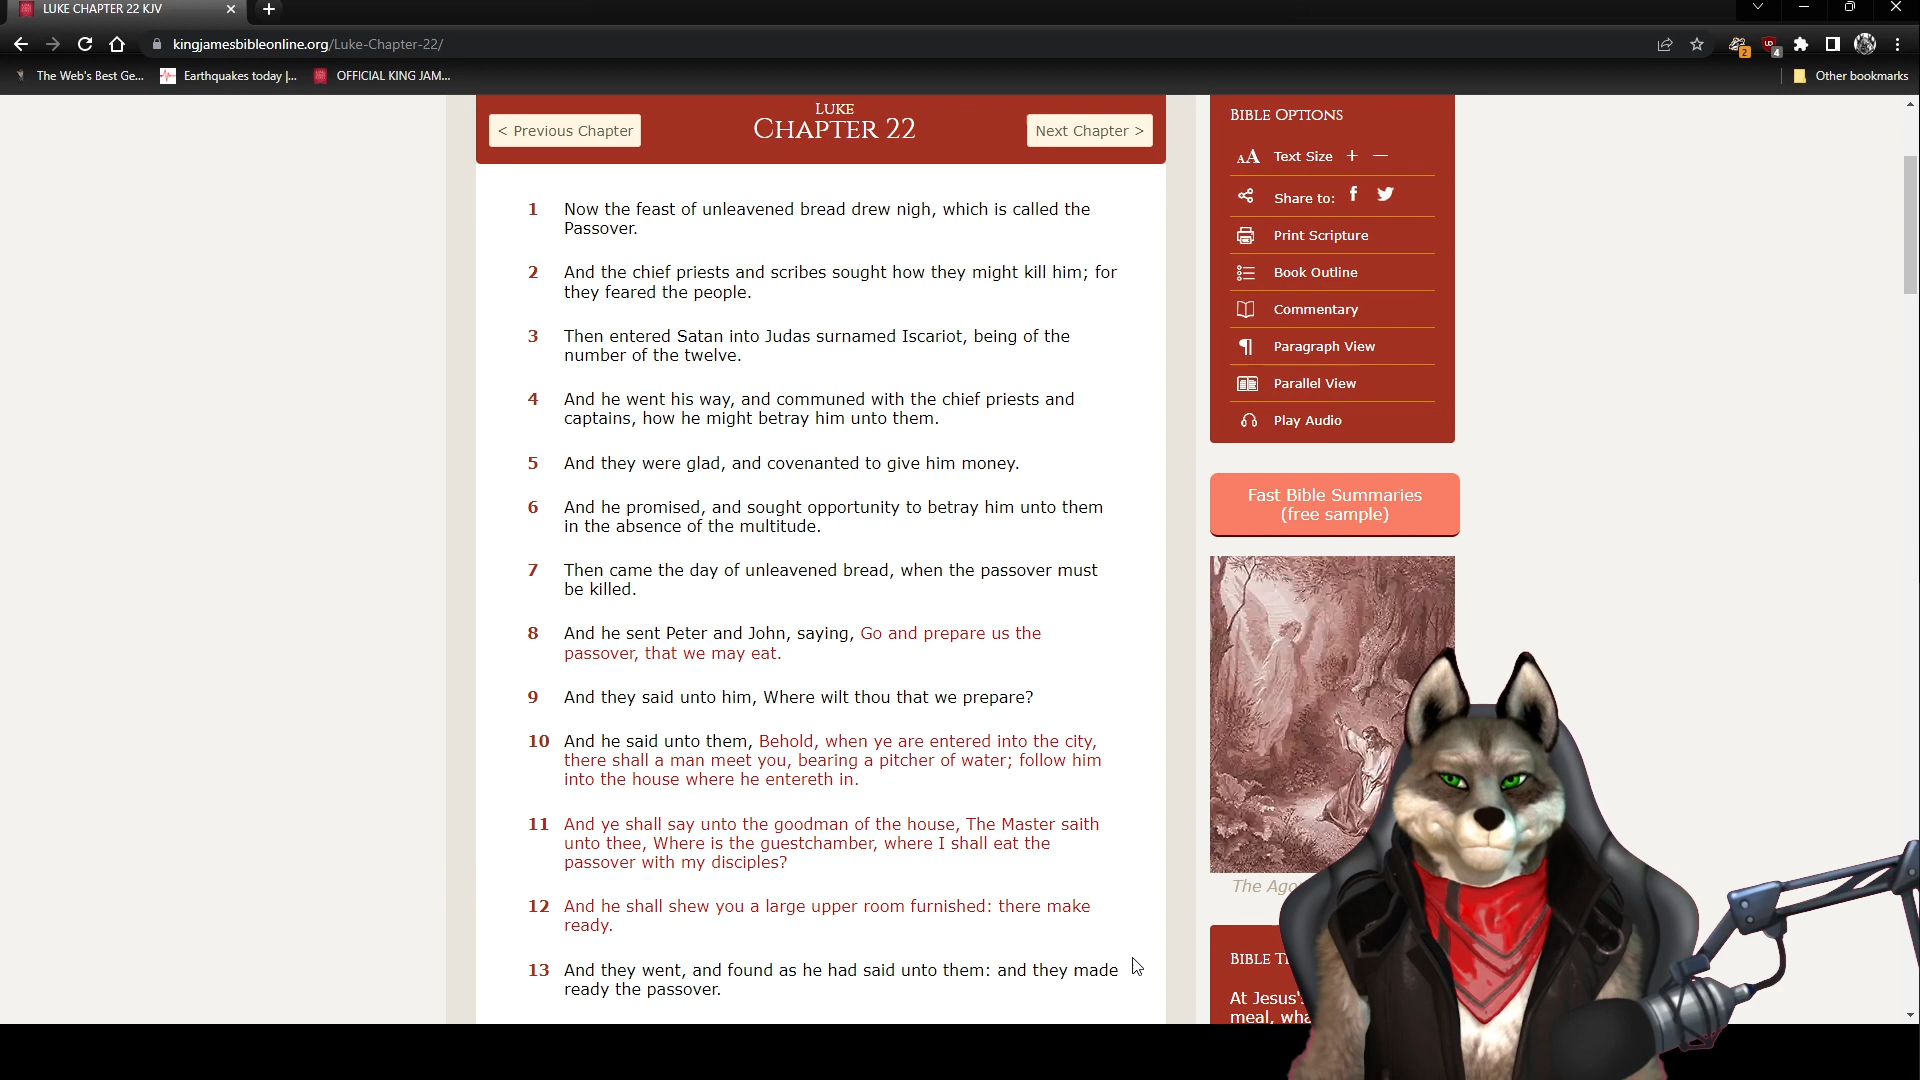 LUKE CHAPTER 22 KJV
kingjamesbibleonline.org/Luke-Chapter-22/
2
4
The Web's Best Ge...
Earthquakes today |...
OFFICIAL KING JAM...
Other bookmarks
LUKE
CHAPTER 22
< Previous Chapter
Next Chapter >
1 Now the feast of unleavened bread drew nigh, which is called the
Passover.
2 And the chief priests and scribes sought how they might kill him; for
they feared the people.
3 Then entered Satan into Judas surnamed Iscariot, being of the
number of the twelve.
4 And he went his way, and communed with the chief priests and
captains, how he might betray him unto them.
5 And they were glad, and covenanted to give him money.
6 And he promised, and sought opportunity to betray him unto them
in the absence of the multitude.
7 Then came the day of unleavened bread, when the passover must
be killed.
8 And he sent Peter and John, saying, Go and prepare us the
passover, that we may eat.
9 And they said unto him, Where wilt thou that we prepare?
10 And he said unto them, Behold, when ye are entered into the city,
there shall a man meet you, bearing a pitcher of water; follow him
into the house where he entereth in.
11 And ye shall say unto the goodman of the house, The Master saith
unto thee, Where is the guestchamber, where I shall eat the
passover with my disciples?
12 And he shall shew you a large upper room furnished: there make
ready.
13 And they went, and found as he had said unto them: and they made
ready the passover.
BIBLE OPTIONS
AA Text Size + —
Share to:
Print Scripture
Book Outline
Commentary
¶ Paragraph View
Parallel View
Play Audio
Fast Bible Summaries
(free sample)
The Ago
BIBLE T
At Jesus'
meal, wha